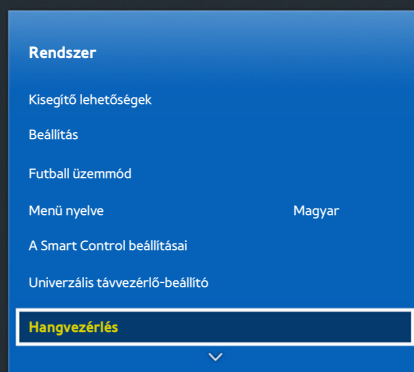 Rendszer
Kisegítő lehetőségek
Beállítás
Futball üzemmód
Menü nyelve Magyar
A Smart Control beállításai
Univerzális távvezérlő-beállító
Hangvezérlés